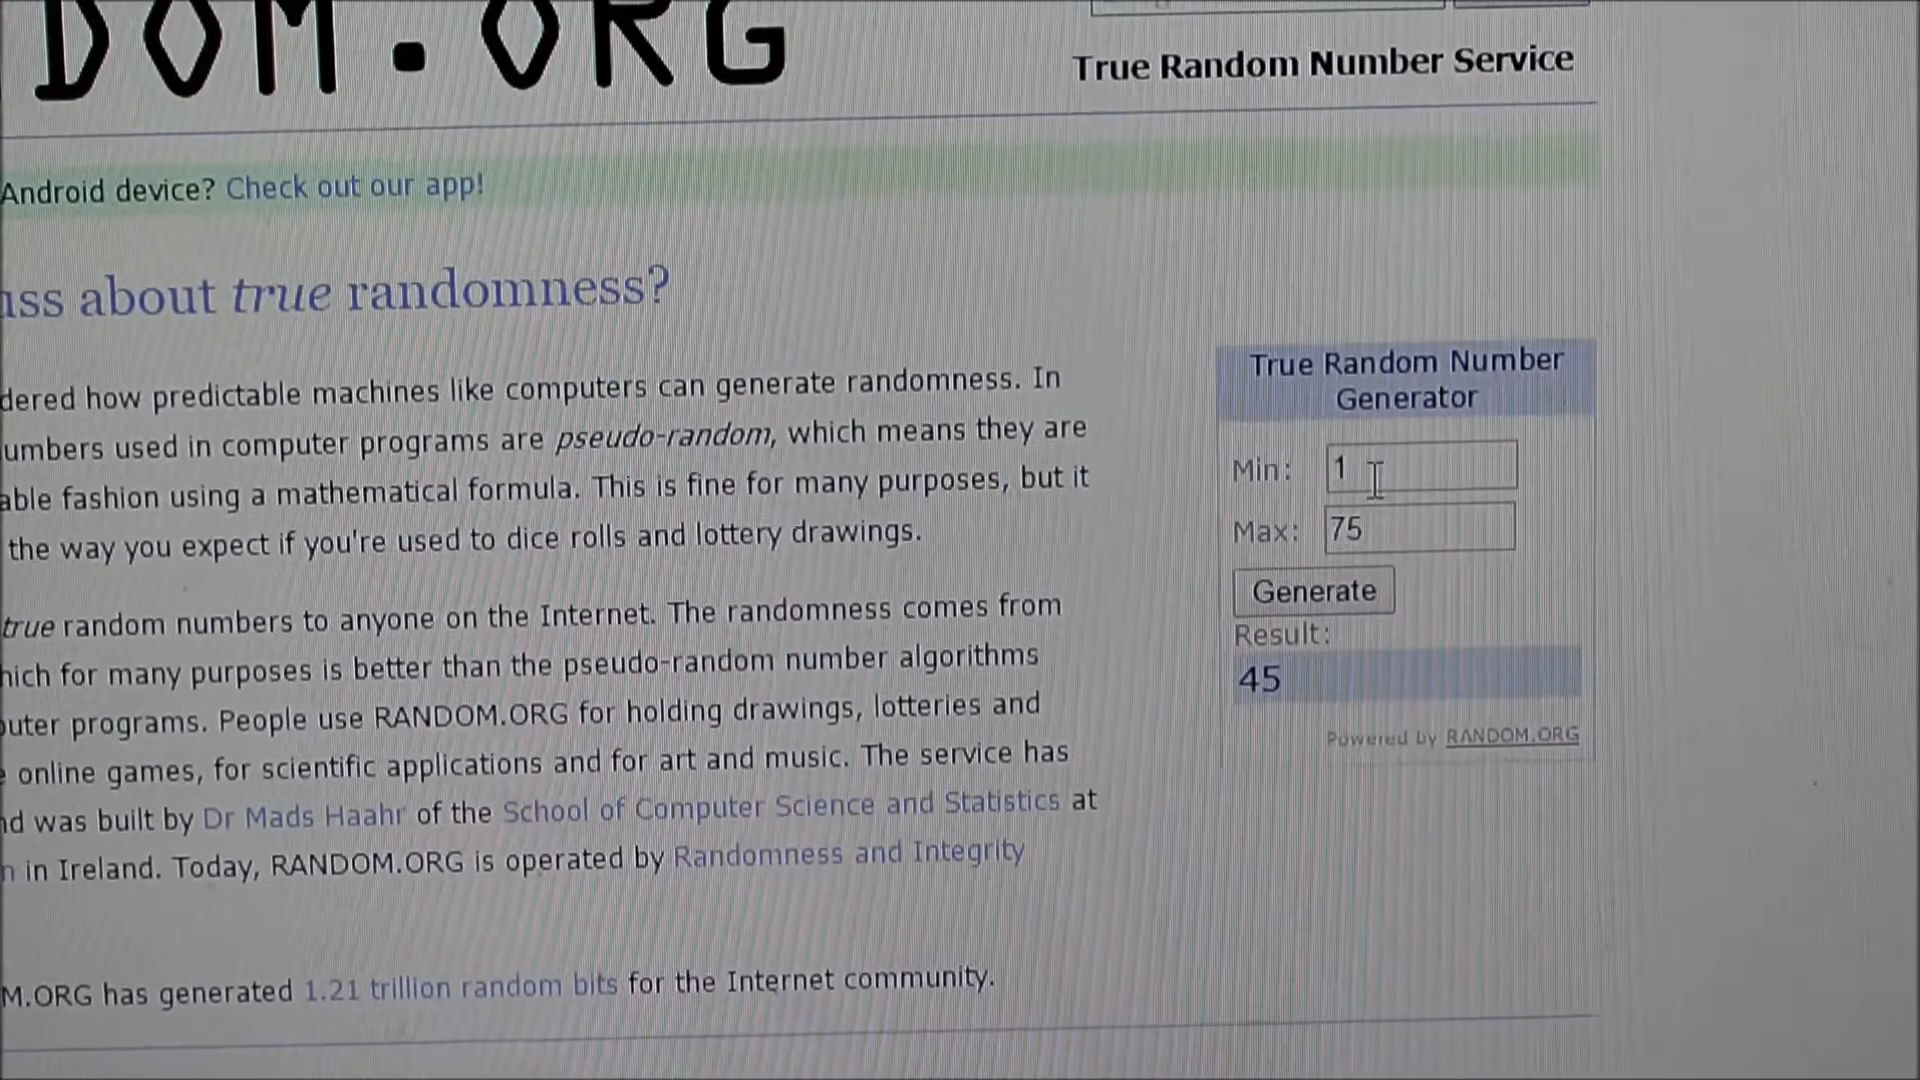 DOM.ORG
True Random Number Service
Android device? Check out our app!
about true randomness?
how predictable machines like computers can generate randomness. In
used in computer programs are pseudo-random, which means they are
fashion using a mathematical formula. This is fine for many purposes, but it
the way you expect if you're used to dice rolls and lottery drawings.
true random numbers to anyone on the Internet. The randomness comes from
for many purposes is better than the pseudo-random number algorithms
programs. People use RANDOM.ORG for holding drawings, lotteries and
online games, for scientific applications and for art and music. The service has
was built by Dr Mads Haahr of the School of Computer Science and Statistics at
in Ireland. Today, RANDOM.ORG is operated by Randomness and Integrity
M.ORG has generated 1.21 trillion random bits for the Internet community.
True Random Number
Generator
Min: 1
Max: 75
Generate
Result:
45
Powered by RANDOM.ORG